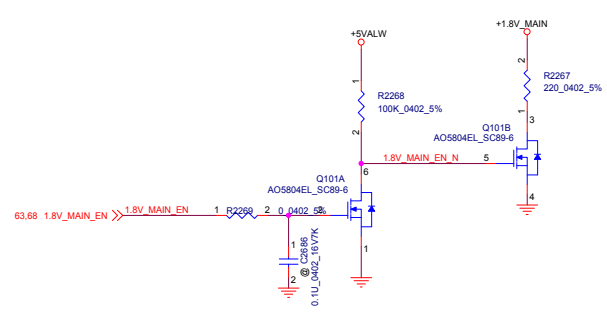 +1.8V_MAIN
+5VALW
2
R2267
220_0402_5%
1
1
R2268
100K_0402_5%
2
3
Q101B
AO5804EL_SC89-6
1.8V_MAIN_EN_N
5
6
4
Q101A
AO5804EL_SC89-6
63,68 1.8V_MAIN_EN
1.8V_MAIN_EN
1
R2269
2
0_0402_5%
2
1
1
2
@ C2686
0.1U_0402_16V7K